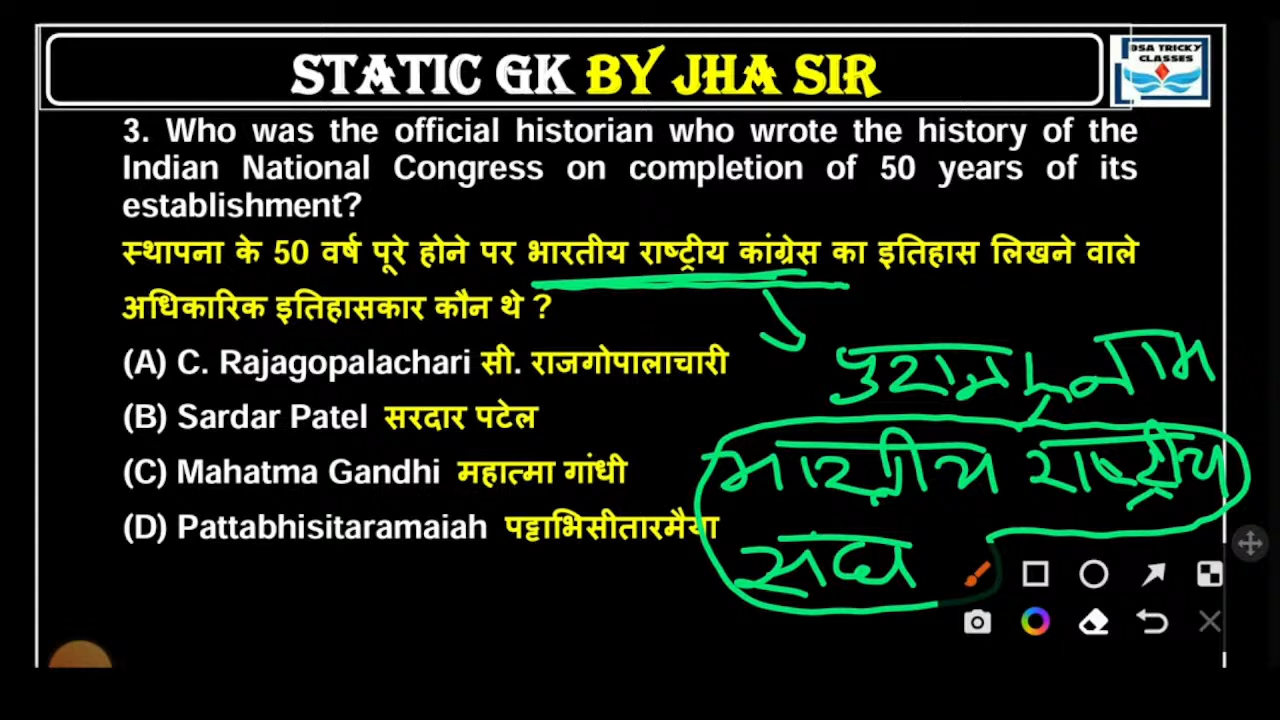 STATIC GK BY JHA SIR
DSA TRICKY
CLASSES
3. Who was the official historian who wrote the history of the
Indian National Congress on completion of 50 years of its
establishment?
स्थापना के 50 वर्ष पूरे होने पर भारतीय राष्ट्रीय कांग्रेस का इतिहास लिखने वाले
अधिकारिक इतिहासकार कौन थे ?
(A) C. Rajagopalachari सी. राजगोपालाचारी
(B) Sardar Patel सरदार पटेल
(C) Mahatma Gandhi महात्मा गांधी
(D) Pattabhisitaramaiah पट्टाभिसीतारमैया
पुराना नाम
भारतीय राष्ट्रीय
संघ